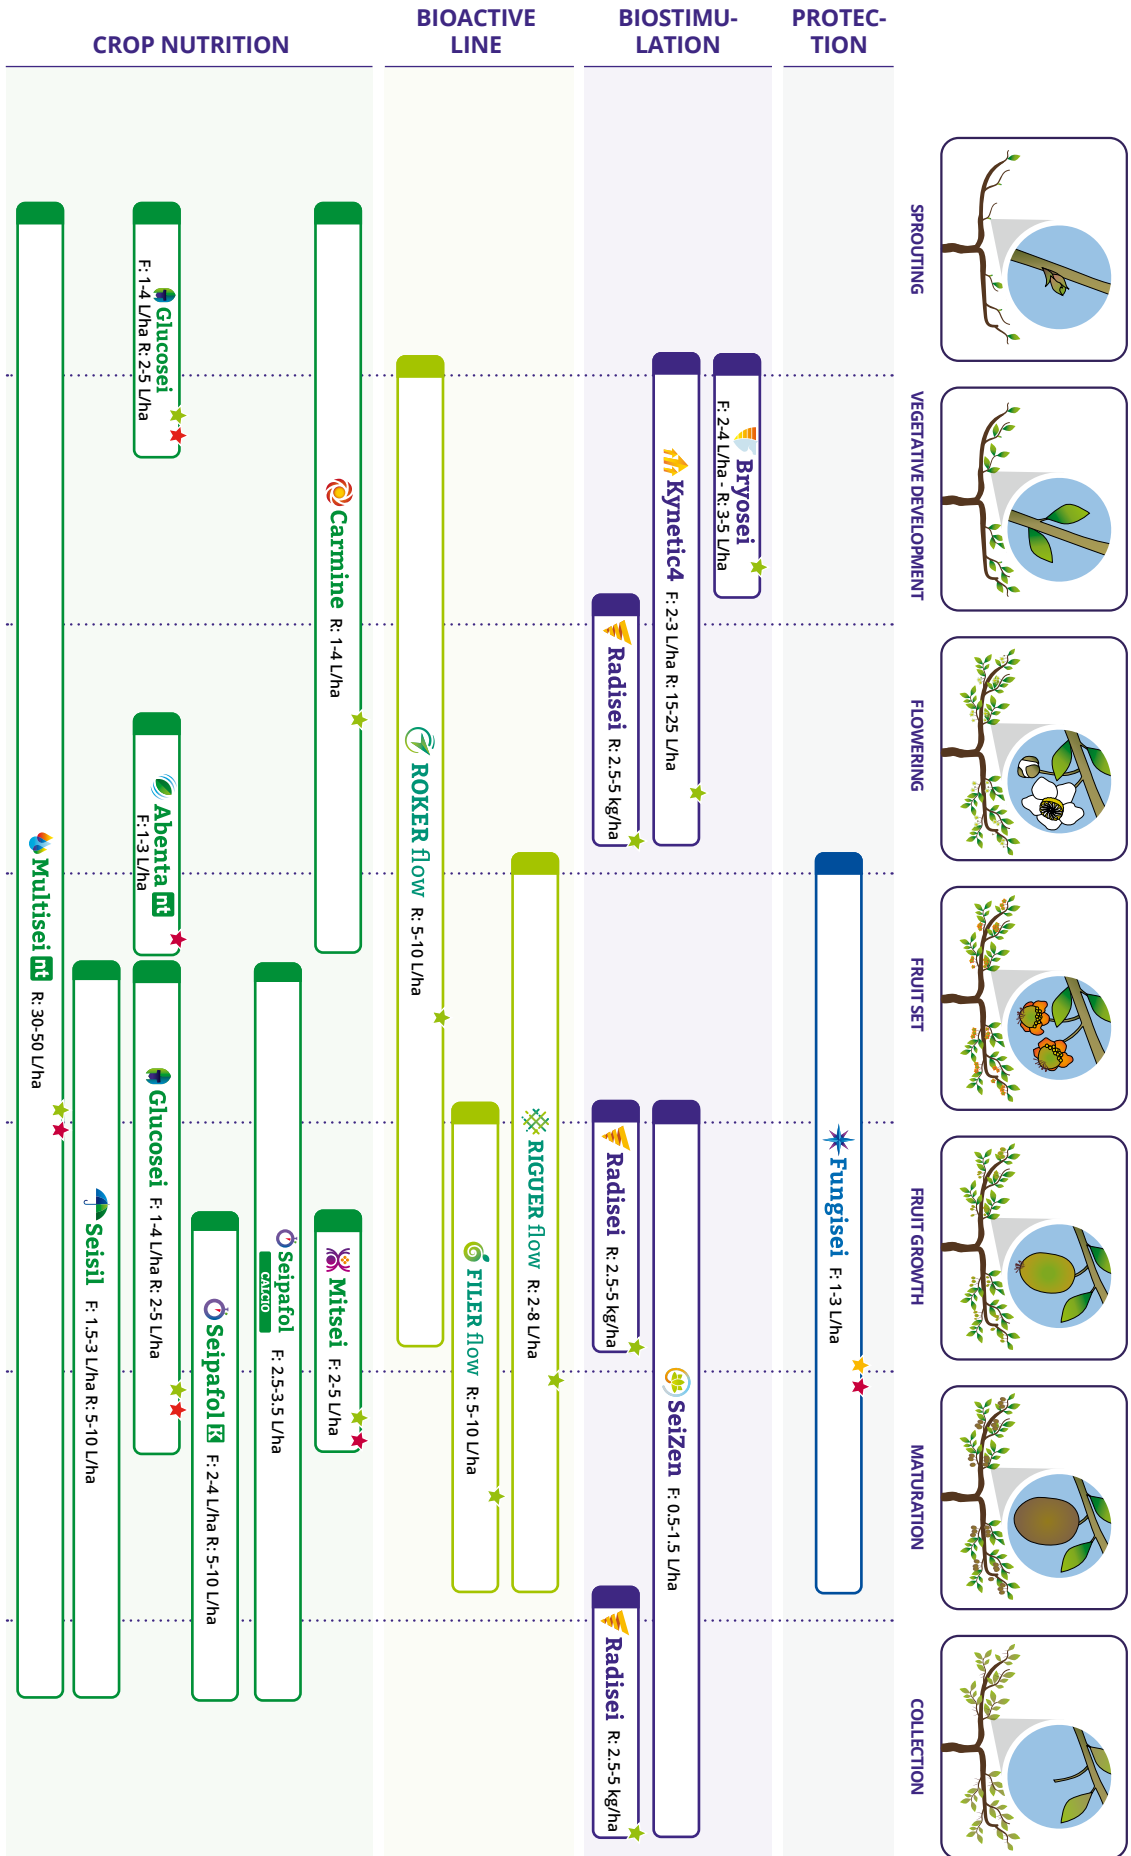 CROP NUTRITION
BIOACTIVE
LINE
BIOSTIMU-
LATION
PROTEC-
TION
SPROUTING
VEGETATIVE DEVELOPMENT
FLOWERING
FRUIT SET
FRUIT GROWTH
MATURATION
COLLECTION
Fungisei F: 1-3 L/ha
Bryosei
F: 2-4 L/ha - R: 3-5 L/ha
Kynetic4 F: 2-3 L/ha R: 15-25 L/ha
SeiZen F: 0.5-1.5 L/ha
Radisei R: 2.5-5 kg/ha
Radisei R: 2.5-5 kg/ha
Radisei R: 2.5-5 kg/ha
RIGUER flow R: 2-8 L/ha
FILER flow R: 5-10 L/ha
ROKER flow R: 5-10 L/ha
Carmine R: 1-4 L/ha
Mitsei F: 2-5 L/ha
Seipafol
CALCIO
F: 2.5-3.5 L/ha
Seipafol K F: 2-4 L/ha R: 5-10 L/ha
Glucosei
F: 1-4 L/ha R: 2-5 L/ha
Abenta nt
F: 1-3 L/ha
Glucosei F: 1-4 L/ha R: 2-5 L/ha
Seisil F: 1.5-3 L/ha R: 5-10 L/ha
Multisei nt R: 30-50 L/ha